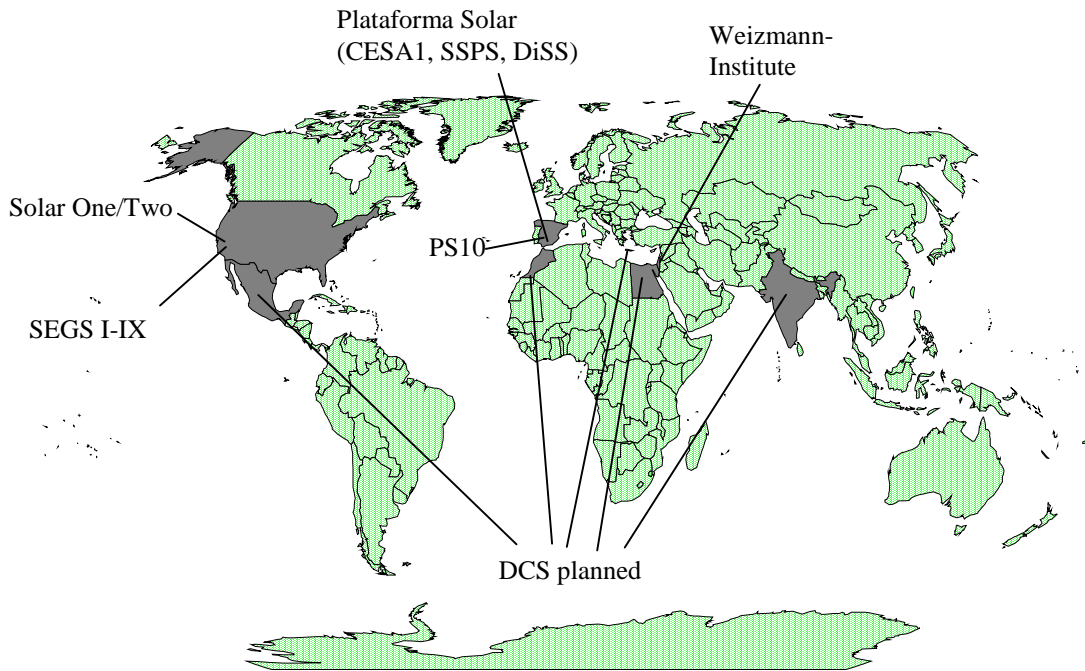 Plataforma Solar
(CESA1, SSPS, DiSS)
Weizmann-
Institute
Solar One/Two
PS10
SEGS I-IX
DCS planned